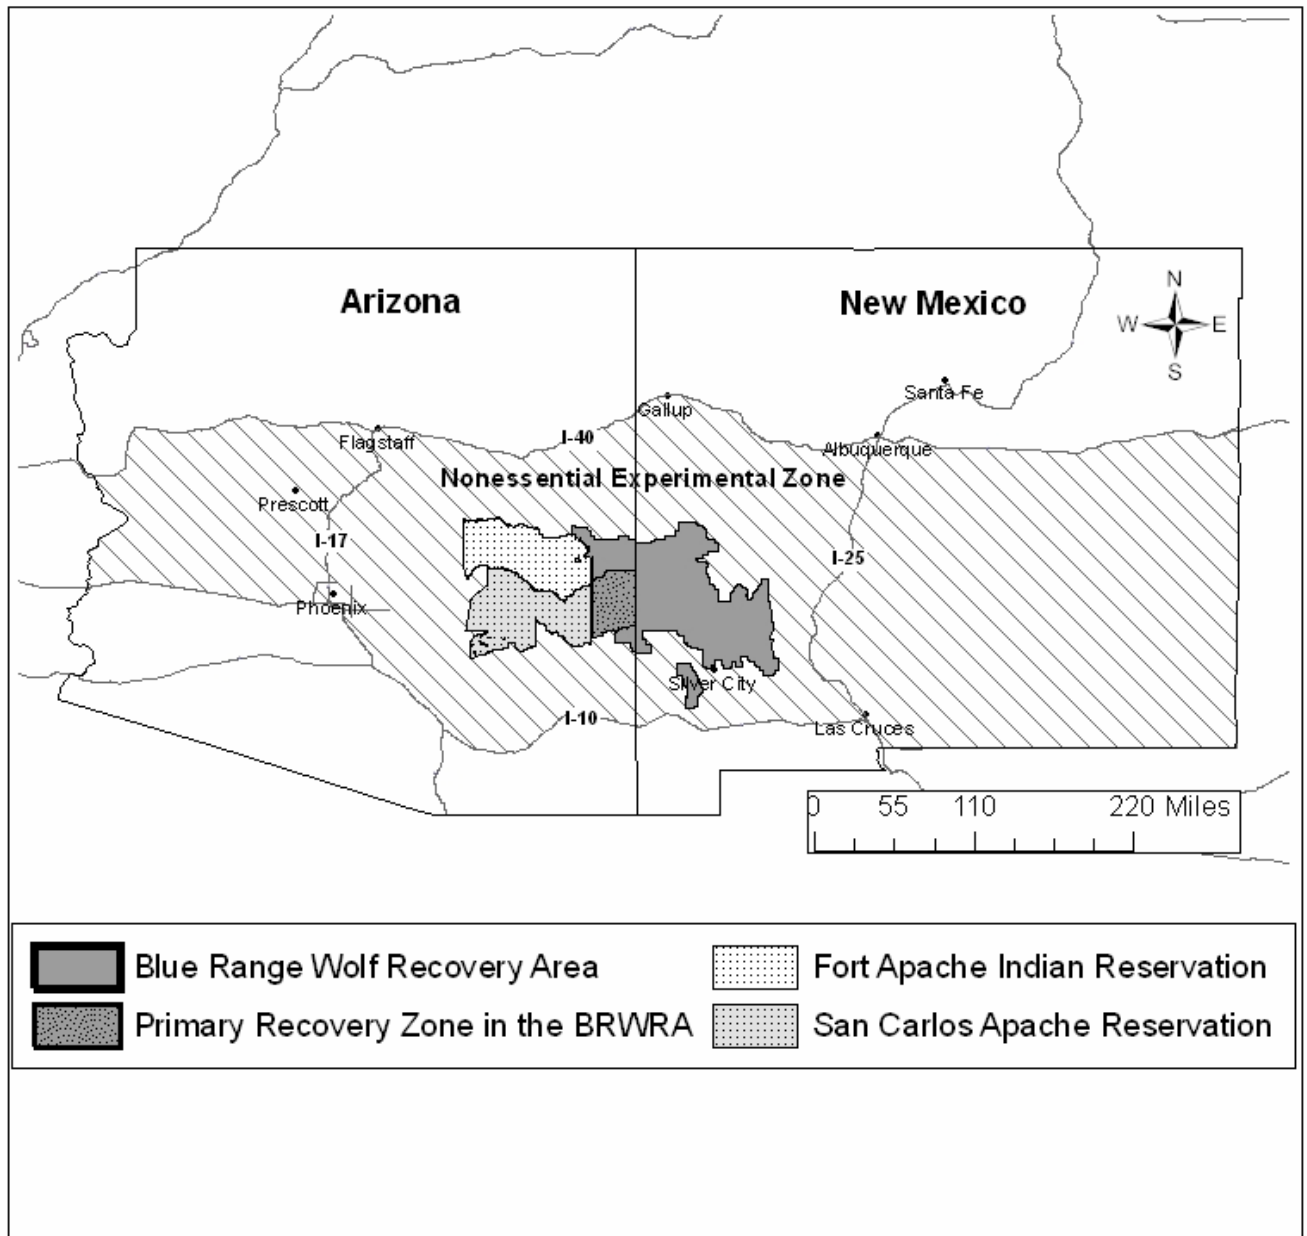 Arizona
New Mexico
N
W E
S
Santa Fe
Gallup
Flagstaff
I-40
Albuquerque
Nonessential Experimental Zone
Prescott
I-17
I-25
Phoenix
Silver City
I-10
Las Cruces
0 55 110 220 Miles
Blue Range Wolf Recovery Area
Fort Apache Indian Reservation
Primary Recovery Zone in the BRWRA
San Carlos Apache Reservation